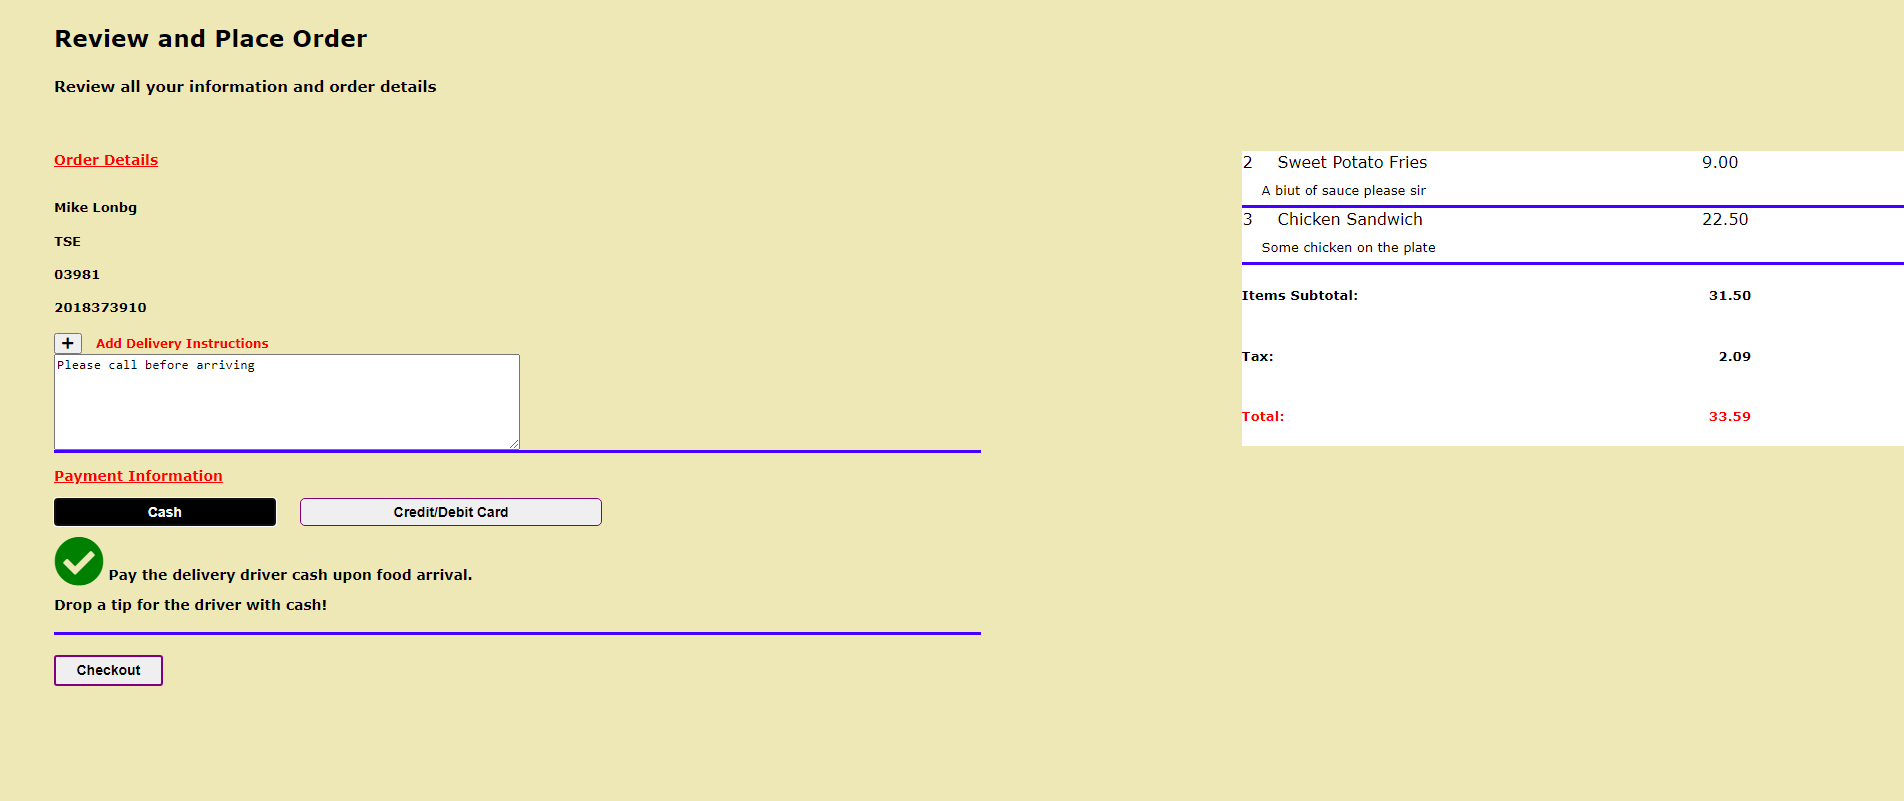 Review and Place Order
Review all your information and order details
Order Details
Mike Lonbg
TSE
03981
2018373910
+ Add Delivery Instructions
Please call before arriving
Payment Information
Cash Credit/Debit Card
Pay the delivery driver cash upon food arrival.
Drop a tip for the driver with cash!
Checkout
2 Sweet Potato Fries 9.00
A biut of sauce please sir
3 Chicken Sandwich 22.50
Some chicken on the plate
Items Subtotal: 31.50
Tax: 2.09
Total: 33.59